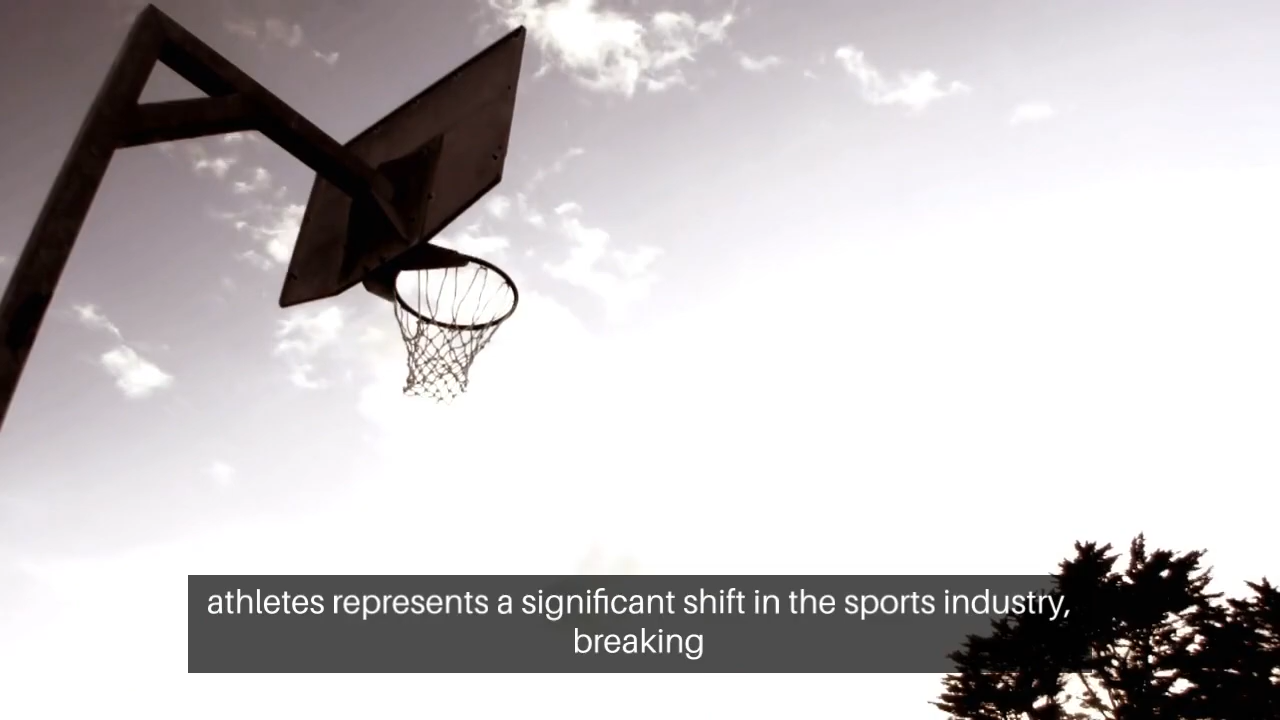 athletes represents a significant shift in the sports industry,
breaking